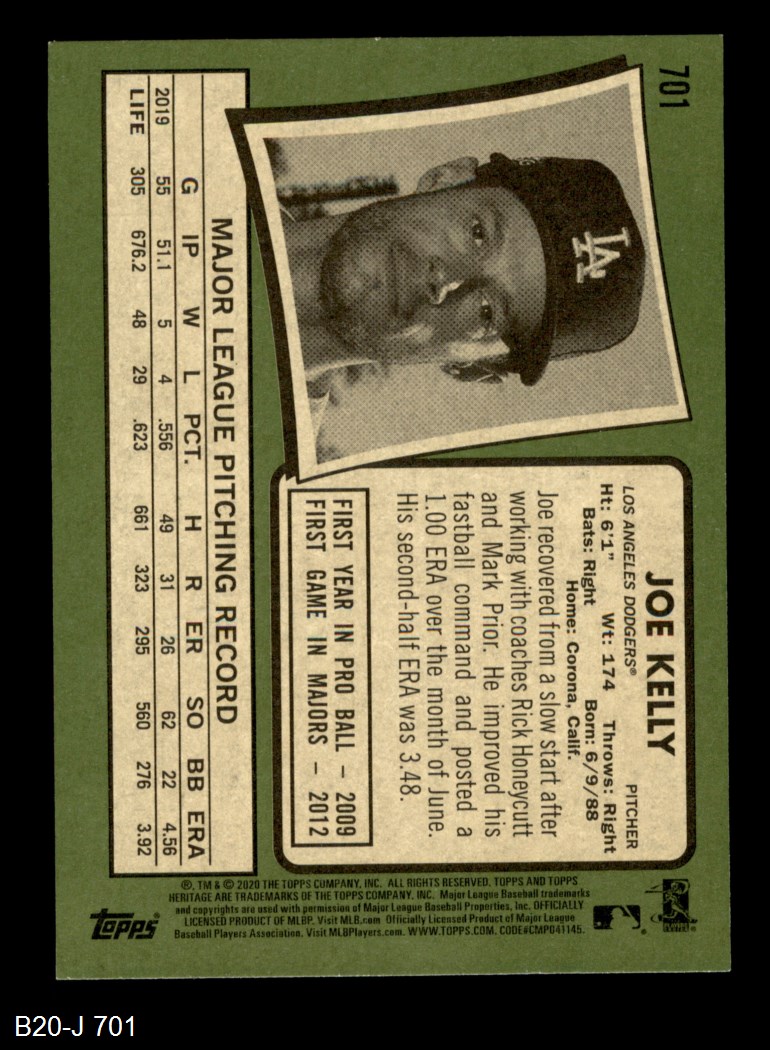 701
LA
JOE KELLY
LOS ANGELES DODGERS® PITCHER
Ht: 6'1" Wt: 174 Throws: Right
Bats: Right Born: 6/9/88
Home: Corona, Calif.
Joe recovered from a slow start after
working with coaches Rick Honeycutt
and Mark Prior. He improved his
fastball command and posted a
1.00 ERA over the month of June.
His second-half ERA was 3.48.
FIRST YEAR IN PRO BALL – 2009
FIRST GAME IN MAJORS – 2012
MAJOR LEAGUE PITCHING RECORD
G IP W L PCT. H R ER SO BB ERA
2019 55 51.1 5 4 .556 49 31 26 62 22 4.56
LIFE 305 676.2 48 29 .623 661 323 295 560 276 3.92
®, TM & © 2020 THE TOPPS COMPANY, INC. ALL RIGHTS RESERVED. TOPPS AND TOPPS
HERITAGE ARE TRADEMARKS OF THE TOPPS COMPANY, INC. Major League Baseball trademarks
and copyrights are used with permission of Major League Baseball Properties, Inc. OFFICIALLY
LICENSED PRODUCT OF MLBP. Visit MLB.com Officially Licensed Product of Major League
Baseball Players Association. Visit MLBPlayers.com. WWW.TOPPS.COM. CODE#CMP041145.
Topps®
B20-J 701